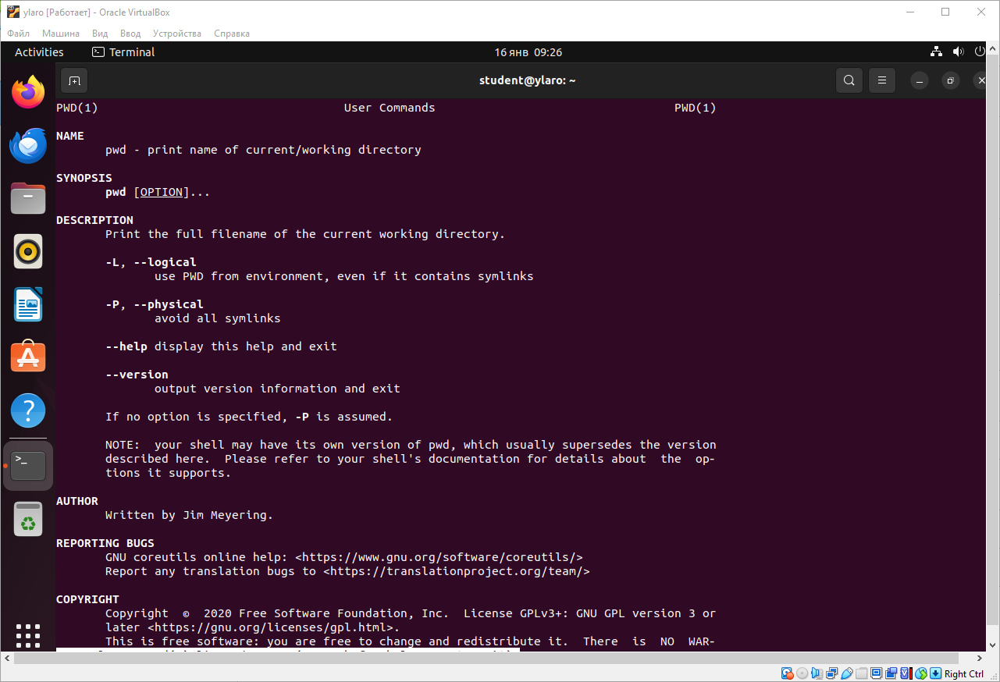 ylaro [Работает] - Oracle VirtualBox
Файл Машина Вид Ввод Устройства Справка
Activities Terminal 16 янв 09:26
student@ylaro: ~
PWD(1) User Commands PWD(1)
NAME
pwd - print name of current/working directory
SYNOPSIS
pwd [OPTION]...
DESCRIPTION
Print the full filename of the current working directory.
-L, --logical
use PWD from environment, even if it contains symlinks
-P, --physical
avoid all symlinks
--help display this help and exit
--version
output version information and exit
If no option is specified, -P is assumed.
NOTE: your shell may have its own version of pwd, which usually supersedes the version
described here. Please refer to your shell's documentation for details about the op-
tions it supports.
AUTHOR
Written by Jim Meyering.
REPORTING BUGS
GNU coreutils online help: <https://www.gnu.org/software/coreutils/>
Report any translation bugs to <https://translationproject.org/team/>
COPYRIGHT
Copyright © 2020 Free Software Foundation, Inc. License GPLv3+: GNU GPL version 3 or
later <https://gnu.org/licenses/gpl.html>.
This is free software: you are free to change and redistribute it. There is NO WAR-
Right Ctrl